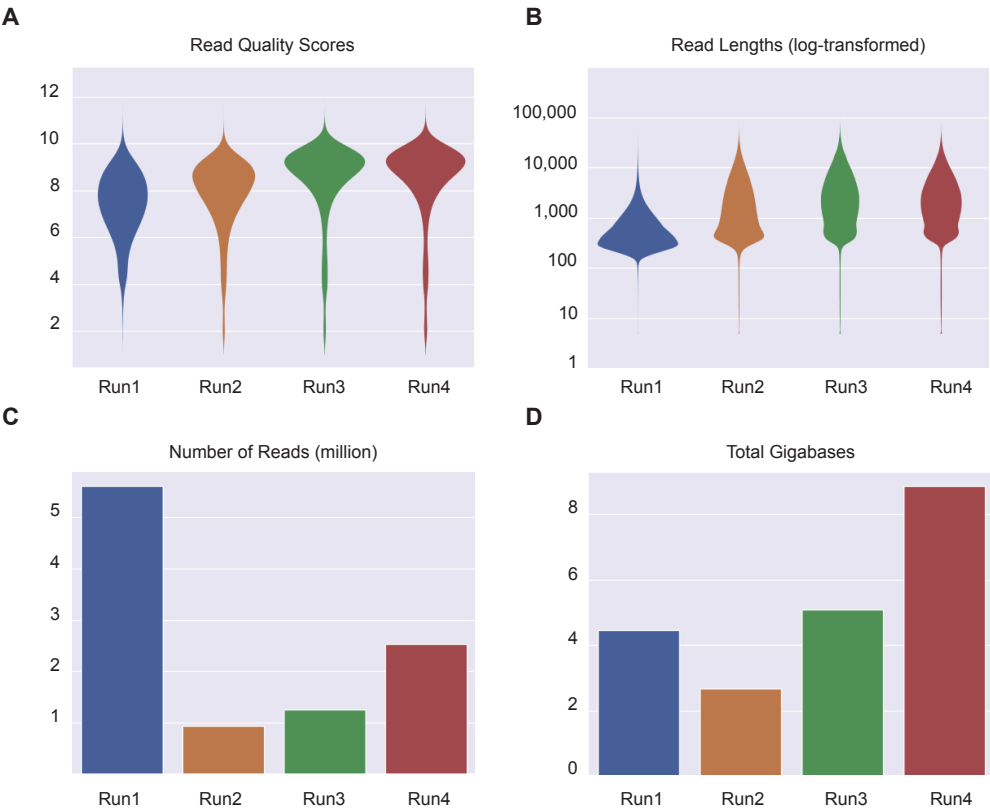 A
Read Quality Scores
12
10
8
6
4
2
Run1 Run2 Run3 Run4
B
Read Lengths (log-transformed)
100,000
10,000
1,000
100
10
1
Run1 Run2 Run3 Run4
C
Number of Reads (million)
5
4
3
2
1
Run1 Run2 Run3 Run4
D
Total Gigabases
8
6
4
2
0
Run1 Run2 Run3 Run4